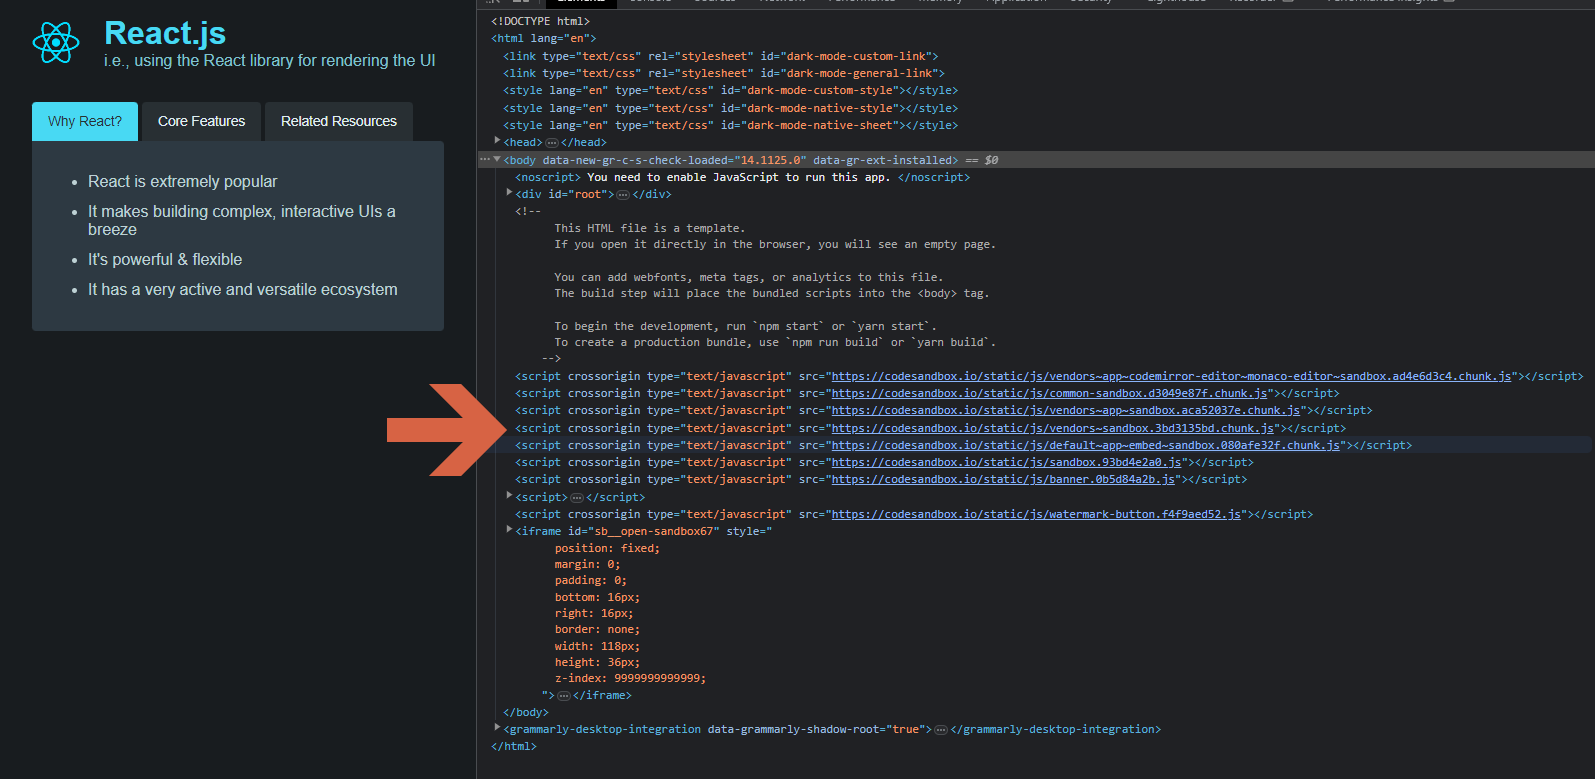 React.js
i.e., using the React library for rendering the UI
Why React?
Core Features
Related Resources
React is extremely popular
It makes building complex, interactive UIs a
breeze
It's powerful & flexible
It has a very active and versatile ecosystem
<!DOCTYPE html>
<html lang="en">
<link type="text/css" rel="stylesheet" id="dark-mode-custom-link">
<link type="text/css" rel="stylesheet" id="dark-mode-general-link">
<style lang="en" type="text/css" id="dark-mode-custom-style"></style>
<style lang="en" type="text/css" id="dark-mode-native-style"></style>
<style lang="en" type="text/css" id="dark-mode-native-sheet"></style>
<head>…</head>
<body data-new-gr-c-s-check-loaded="14.1125.0" data-gr-ext-installed> == $0
<noscript> You need to enable JavaScript to run this app. </noscript>
<div id="root">…</div>
<!--
This HTML file is a template.
If you open it directly in the browser, you will see an empty page.
You can add webfonts, meta tags, or analytics to this file.
The build step will place the bundled scripts into the <body> tag.
To begin the development, run `npm start` or `yarn start`.
To create a production bundle, use `npm run build` or `yarn build`.
-->
<script crossorigin type="text/javascript" src="https://codesandbox.io/static/js/vendors~app~codemirror-editor~monaco-editor~sandbox.ad4e6d3c4.chunk.js"></script>
<script crossorigin type="text/javascript" src="https://codesandbox.io/static/js/common-sandbox.d3049e87f.chunk.js"></script>
<script crossorigin type="text/javascript" src="https://codesandbox.io/static/js/vendors~app~sandbox.aca52037e.chunk.js"></script>
<script crossorigin type="text/javascript" src="https://codesandbox.io/static/js/vendors~sandbox.3bd3135bd.chunk.js"></script>
<script crossorigin type="text/javascript" src="https://codesandbox.io/static/js/default~app~embed~sandbox.080afe32f.chunk.js"></script>
<script crossorigin type="text/javascript" src="https://codesandbox.io/static/js/sandbox.93bd4e2a0.js"></script>
<script crossorigin type="text/javascript" src="https://codesandbox.io/static/js/banner.0b5d84a2b.js"></script>
<script>…</script>
<script crossorigin type="text/javascript" src="https://codesandbox.io/static/js/watermark-button.f4f9aed52.js"></script>
<iframe id="sb__open-sandbox67" style="
position: fixed;
margin: 0;
padding: 0;
bottom: 16px;
right: 16px;
border: none;
width: 118px;
height: 36px;
z-index: 9999999999999;
">…</iframe>
</body>
<grammarly-desktop-integration data-grammarly-shadow-root="true">…</grammarly-desktop-integration>
</html>